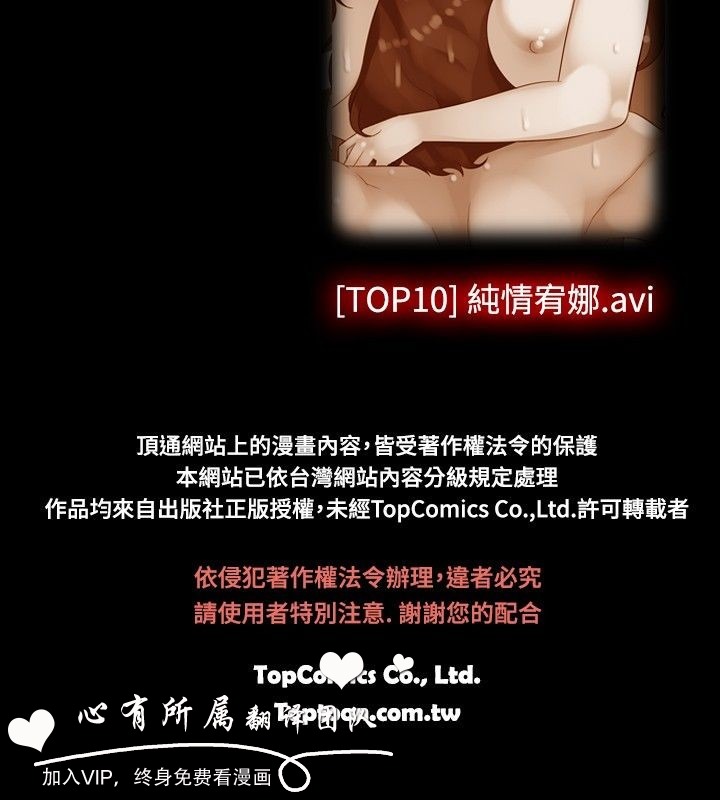 [TOP10] 純情宥娜.avi
頂通網站上的漫畫內容，皆受著作權法令的保護
本網站已依台灣網站內容分級規定處理
作品均來自出版社正版授權，未經TopComics Co.,Ltd.許可轉載者
依侵犯著作權法令辦理，違者必究
請使用者特別注意. 謝謝您的配合
TopComics Co., Ltd.
心有所属翻译团队
加入VIP，终身免费看漫画